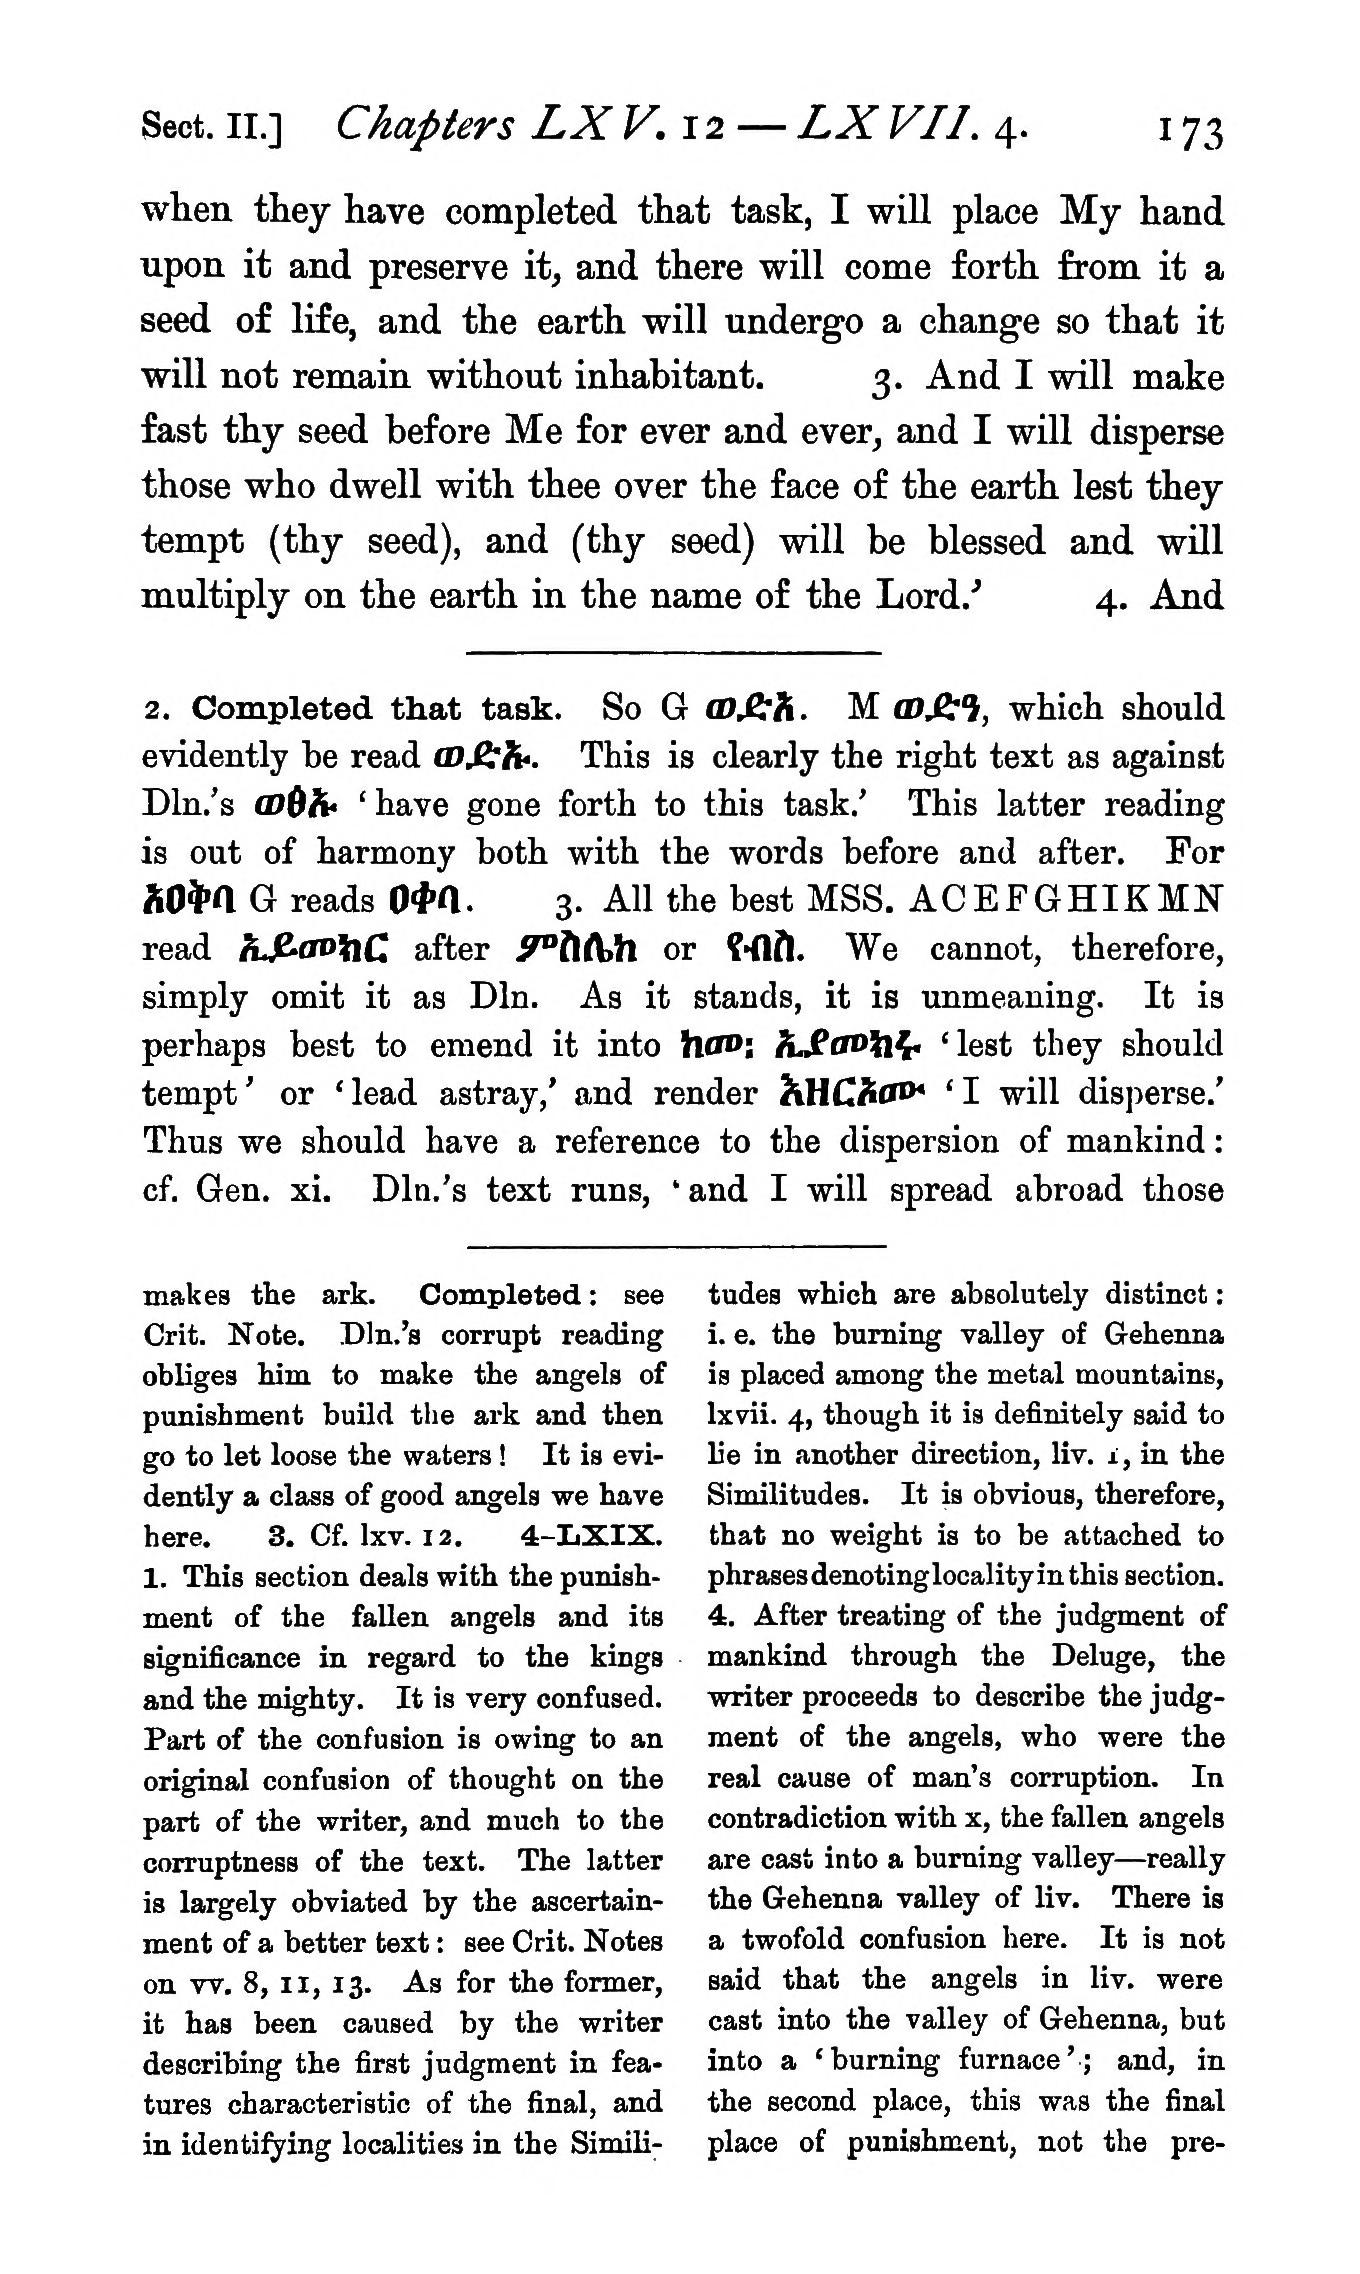 Sect. II.] Chapters LXV. 12 — LXVII. 4. 173
when they have completed that task, I will place My hand
upon it and preserve it, and there will come forth from it a
seed of life, and the earth will undergo a change so that it
will not remain without inhabitant. 3. And I will make
fast thy seed before Me for ever and ever, and I will disperse
those who dwell with thee over the face of the earth lest they
tempt (thy seed), and (thy seed) will be blessed and will
multiply on the earth in the name of the Lord.’ 4. And
2. Completed that task. So G ወድአ. M ወድዓ, which should
evidently be read ወድኡ. This is clearly the right text as against
Dln.’s ወፀኡ ‘have gone forth to this task.’ This latter reading
is out of harmony both with the words before and after. For
እዐቅብ G reads ዐቀበ. 3. All the best MSS. A C E F G H I K M N
read ኢይመክር after ምስሌከ or የብስ. We cannot, therefore,
simply omit it as Dln. As it stands, it is unmeaning. It is
perhaps best to emend it into ከመ፡ ኢያመክሩ ‘lest they should
tempt’ or ‘lead astray,’ and render እዘርኦሙ ‘I will disperse.’
Thus we should have a reference to the dispersion of mankind:
cf. Gen. xi. Dln.’s text runs, ‘and I will spread abroad those
makes the ark. Completed: see
Crit. Note. Dln.’s corrupt reading
obliges him to make the angels of
punishment build the ark and then
go to let loose the waters! It is evi-
dently a class of good angels we have
here. 3. Cf. lxv. 12. 4–LXIX.
1. This section deals with the punish-
ment of the fallen angels and its
significance in regard to the kings
and the mighty. It is very confused.
Part of the confusion is owing to an
original confusion of thought on the
part of the writer, and much to the
corruptness of the text. The latter
is largely obviated by the ascertain-
ment of a better text: see Crit. Notes
on vv. 8, 11, 13. As for the former,
it has been caused by the writer
describing the first judgment in fea-
tures characteristic of the final, and
in identifying localities in the Simili-
tudes which are absolutely distinct:
i. e. the burning valley of Gehenna
is placed among the metal mountains,
lxvii. 4, though it is definitely said to
lie in another direction, liv. 1, in the
Similitudes. It is obvious, therefore,
that no weight is to be attached to
phrases denoting locality in this section.
4. After treating of the judgment of
mankind through the Deluge, the
writer proceeds to describe the judg-
ment of the angels, who were the
real cause of man’s corruption. In
contradiction with x, the fallen angels
are cast into a burning valley—really
the Gehenna valley of liv. There is
a twofold confusion here. It is not
said that the angels in liv. were
cast into the valley of Gehenna, but
into a ‘burning furnace’; and, in
the second place, this was the final
place of punishment, not the pre-